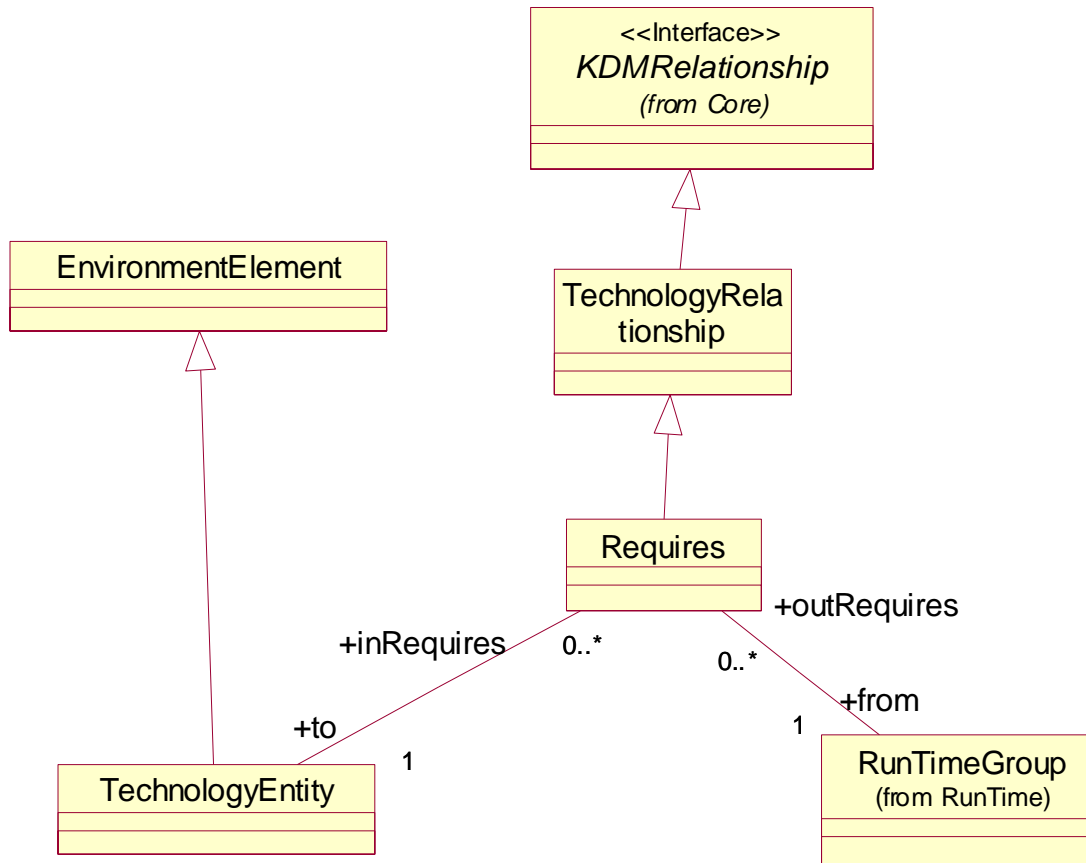 <<Interface>>
KDMRelationship
(from Core)
EnvironmentElement
TechnologyRela
tionship
Requires
+outRequires
+inRequires
0..*
0..*
+from
+to
1
1
RunTimeGroup
(from RunTime)
TechnologyEntity